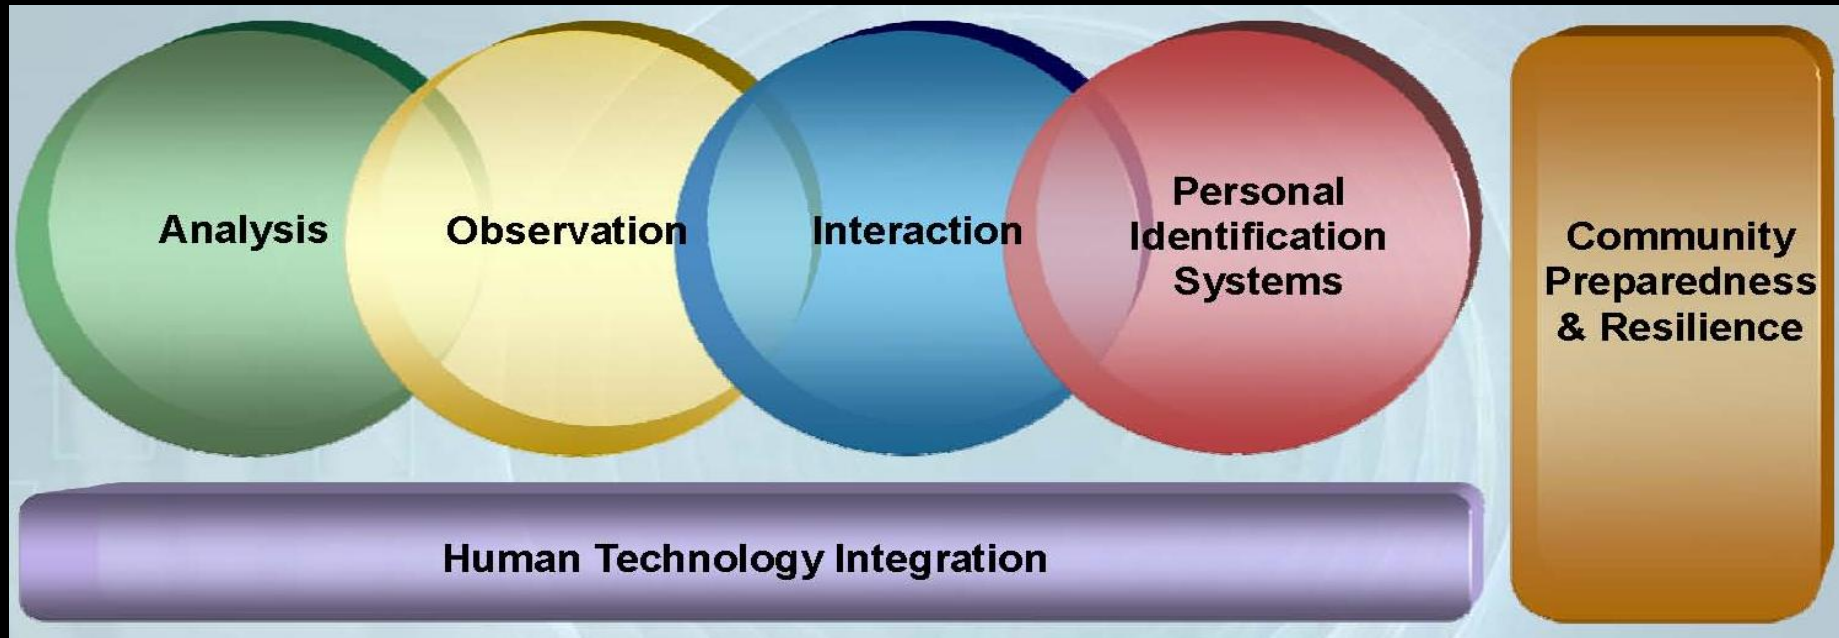 Analysis
Observation
Interaction
Personal
Identification
Systems
Community
Preparedness
& Resilience
Human Technology Integration